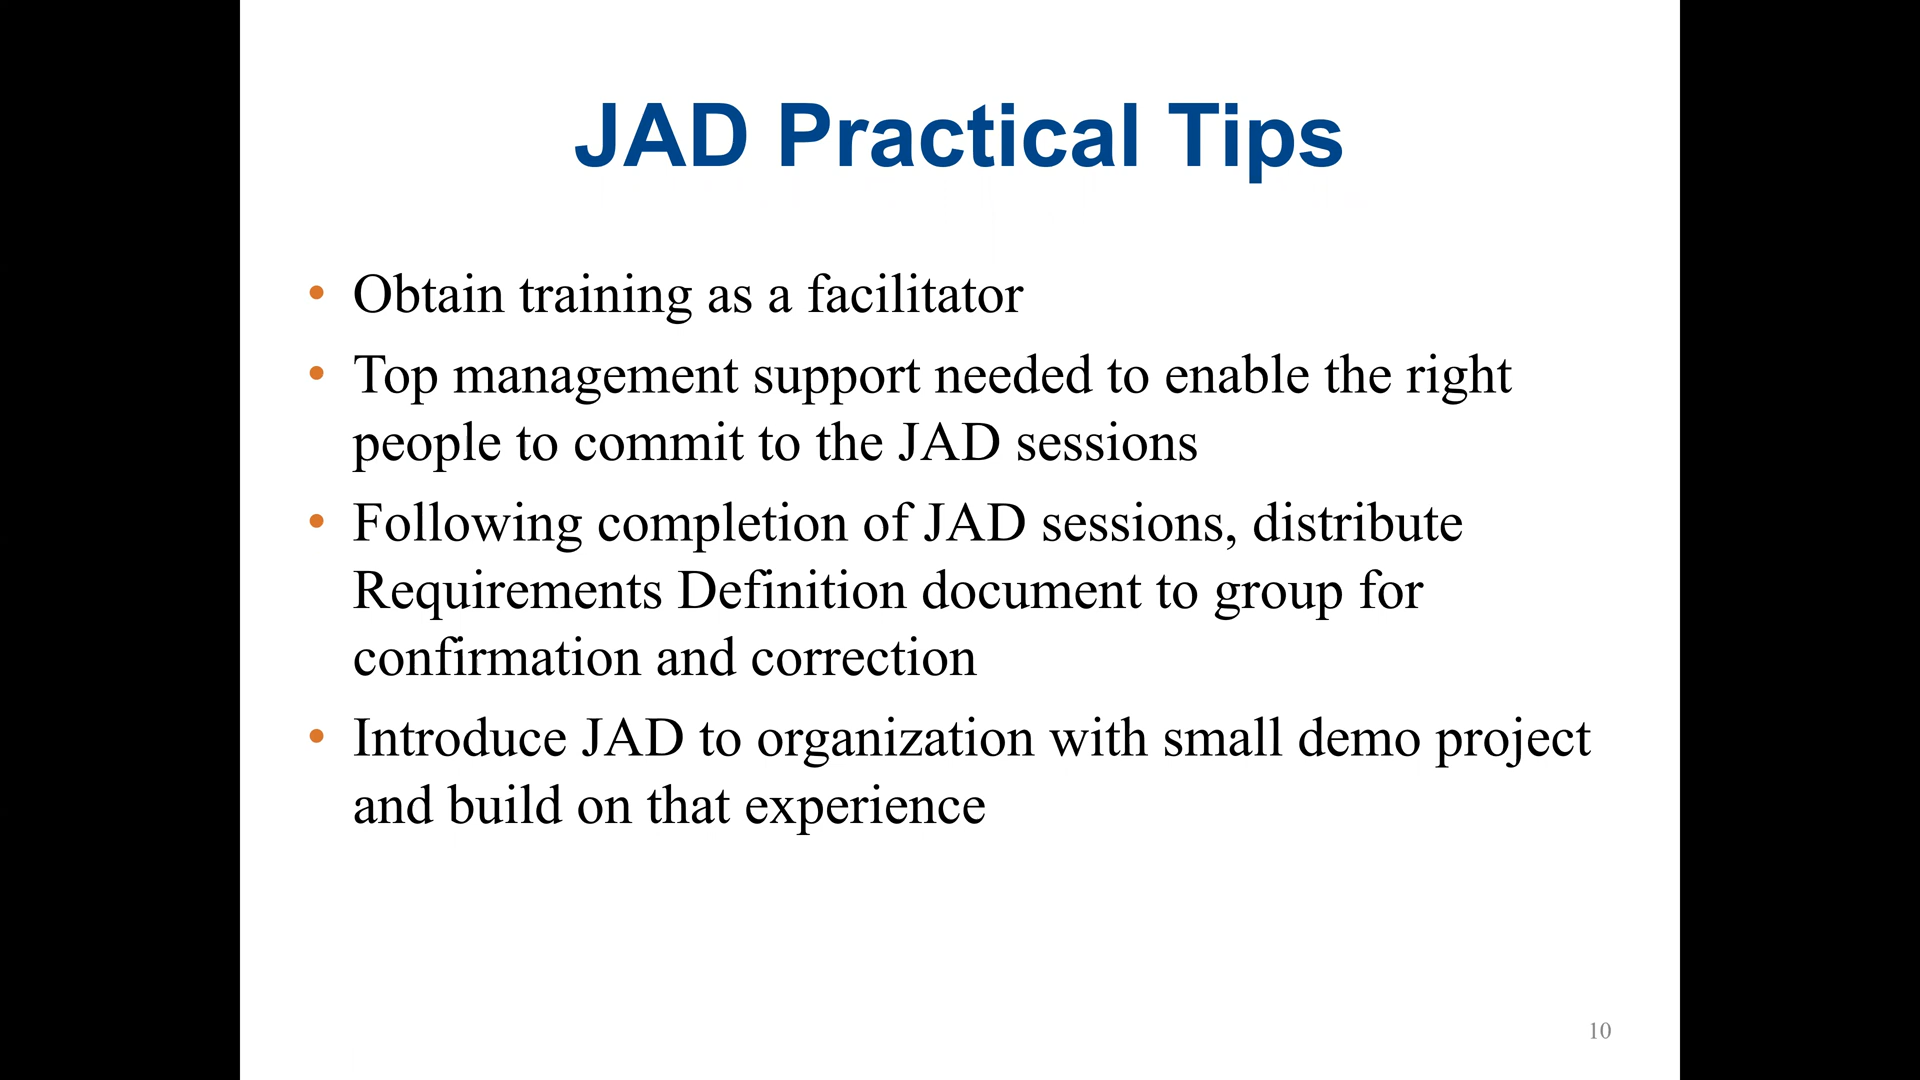 JAD Practical Tips
• Obtain training as a facilitator
• Top management support needed to enable the right
people to commit to the JAD sessions
• Following completion of JAD sessions, distribute
Requirements Definition document to group for
confirmation and correction
• Introduce JAD to organization with small demo project
and build on that experience
10